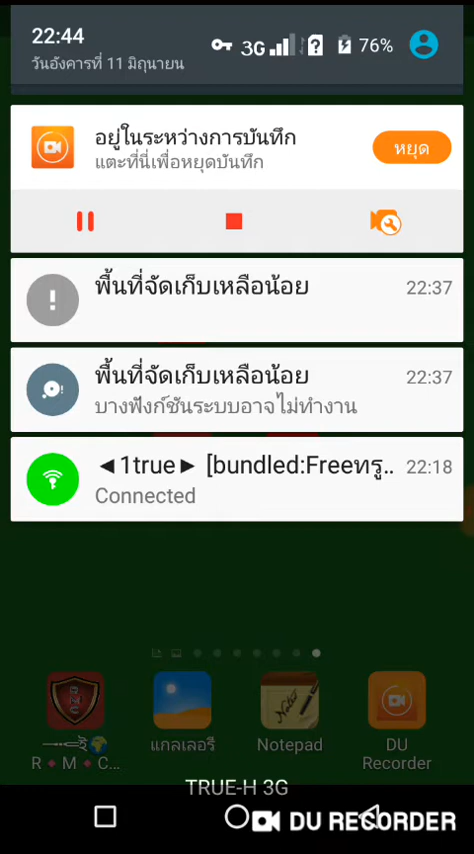 22:44
3G
76%
วันอังคารที่ 11 มิถุนายน
อยู่ในระหว่างการบันทึก
แตะที่นี่เพื่อหยุดบันทึก
หยุด
พื้นที่จัดเก็บเหลือน้อย
22:37
พื้นที่จัดเก็บเหลือน้อย
22:37
บางฟังก์ชันระบบอาจไม่ทำงาน
◄1true► [bundled:Freeทรู..
22:18
Connected
R♦M♦C...
แกลเลอรี
Notepad
DU
Recorder
Notes
TRUE-H 3G
DU RECORDER